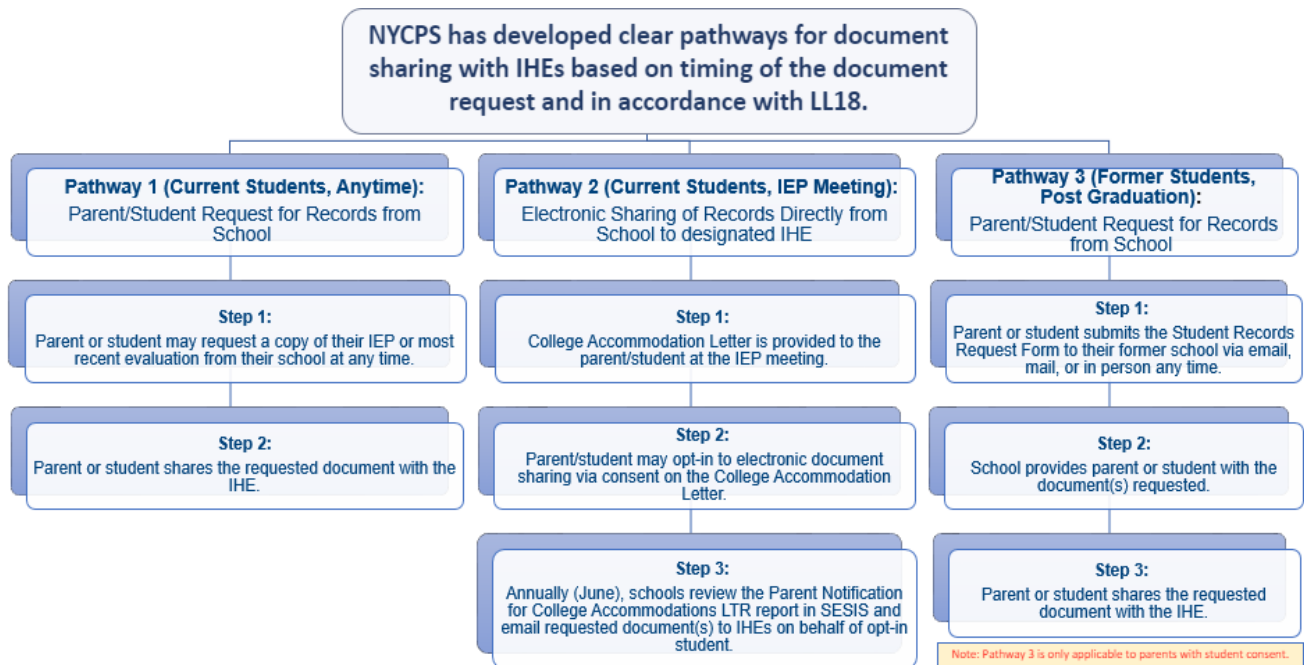 NYCPS has developed clear pathways for document
sharing with IHEs based on timing of the document
request and in accordance with LL18.
Pathway 1 (Current Students, Anytime):
Parent/Student Request for Records from
School
Step 1:
Parent or student may request a copy of their IEP or most
recent evaluation from their school at any time.
Step 2:
Parent or student shares the requested document with the
IHE.
Pathway 2 (Current Students, IEP Meeting):
Electronic Sharing of Records Directly from
School to designated IHE
Step 1:
College Accommodation Letter is provided to the
parent/student at the IEP meeting.
Step 2:
Parent/student may opt-in to electronic document
sharing via consent on the College Accommodation
Letter.
Step 3:
Annually (June), schools review the Parent Notification
for College Accommodations LTR report in SESIS and
email requested document(s) to IHEs on behalf of opt-in
student.
Pathway 3 (Former Students,
Post Graduation):
Parent/Student Request for Records
from School
Step 1:
Parent or student submits the Student Records
Request Form to their former school via email,
mail, or in person any time.
Step 2:
School provides parent or student with the
document(s) requested.
Step 3:
Parent or student shares the requested
document with the IHE.
Note: Pathway 3 is only applicable to parents with student consent.